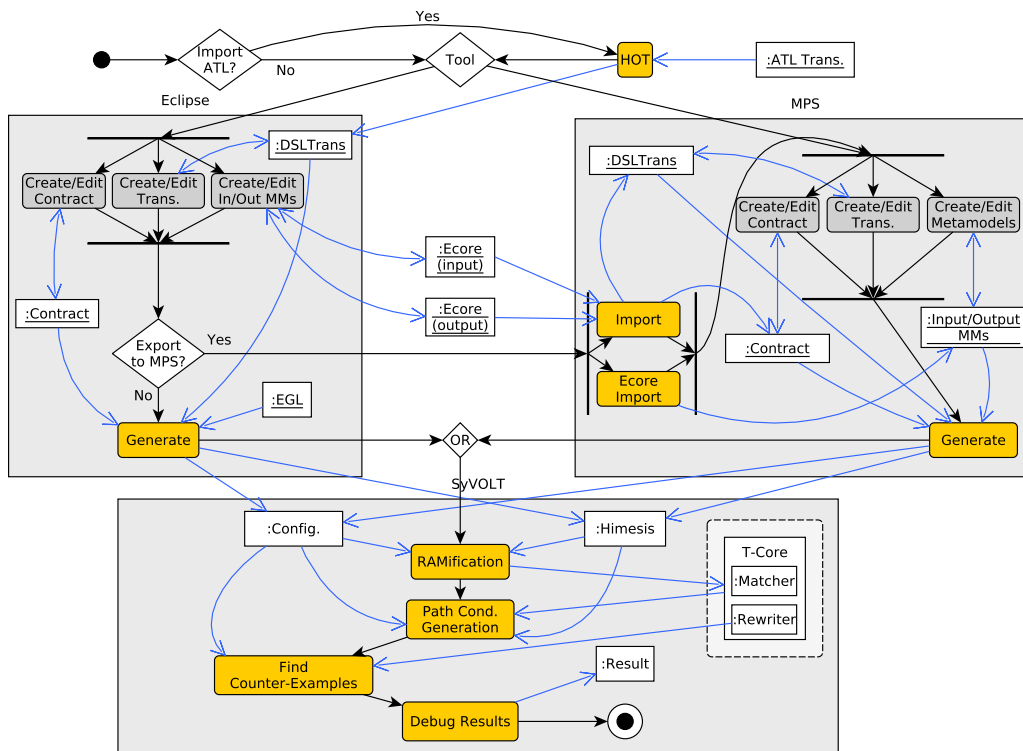 Yes
Import
ATL?
No
Tool
HOT
:ATL Trans.
Eclipse
MPS
:DSLTrans
Create/Edit
Contract
Create/Edit
Trans.
Create/Edit
In/Out MMs
:DSLTrans
Create/Edit
Contract
Create/Edit
Trans.
Create/Edit
Metamodels
:Ecore
(input)
:Ecore
(output)
:Contract
Export
to MPS?
Yes
No
Import
Ecore
Import
:Contract
:Input/Output
MMs
:EGL
Generate
OR
Generate
SyVOLT
:Config.
:Himesis
RAMification
T-Core
:Matcher
:Rewriter
Path Cond.
Generation
Find
Counter-Examples
:Result
Debug Results